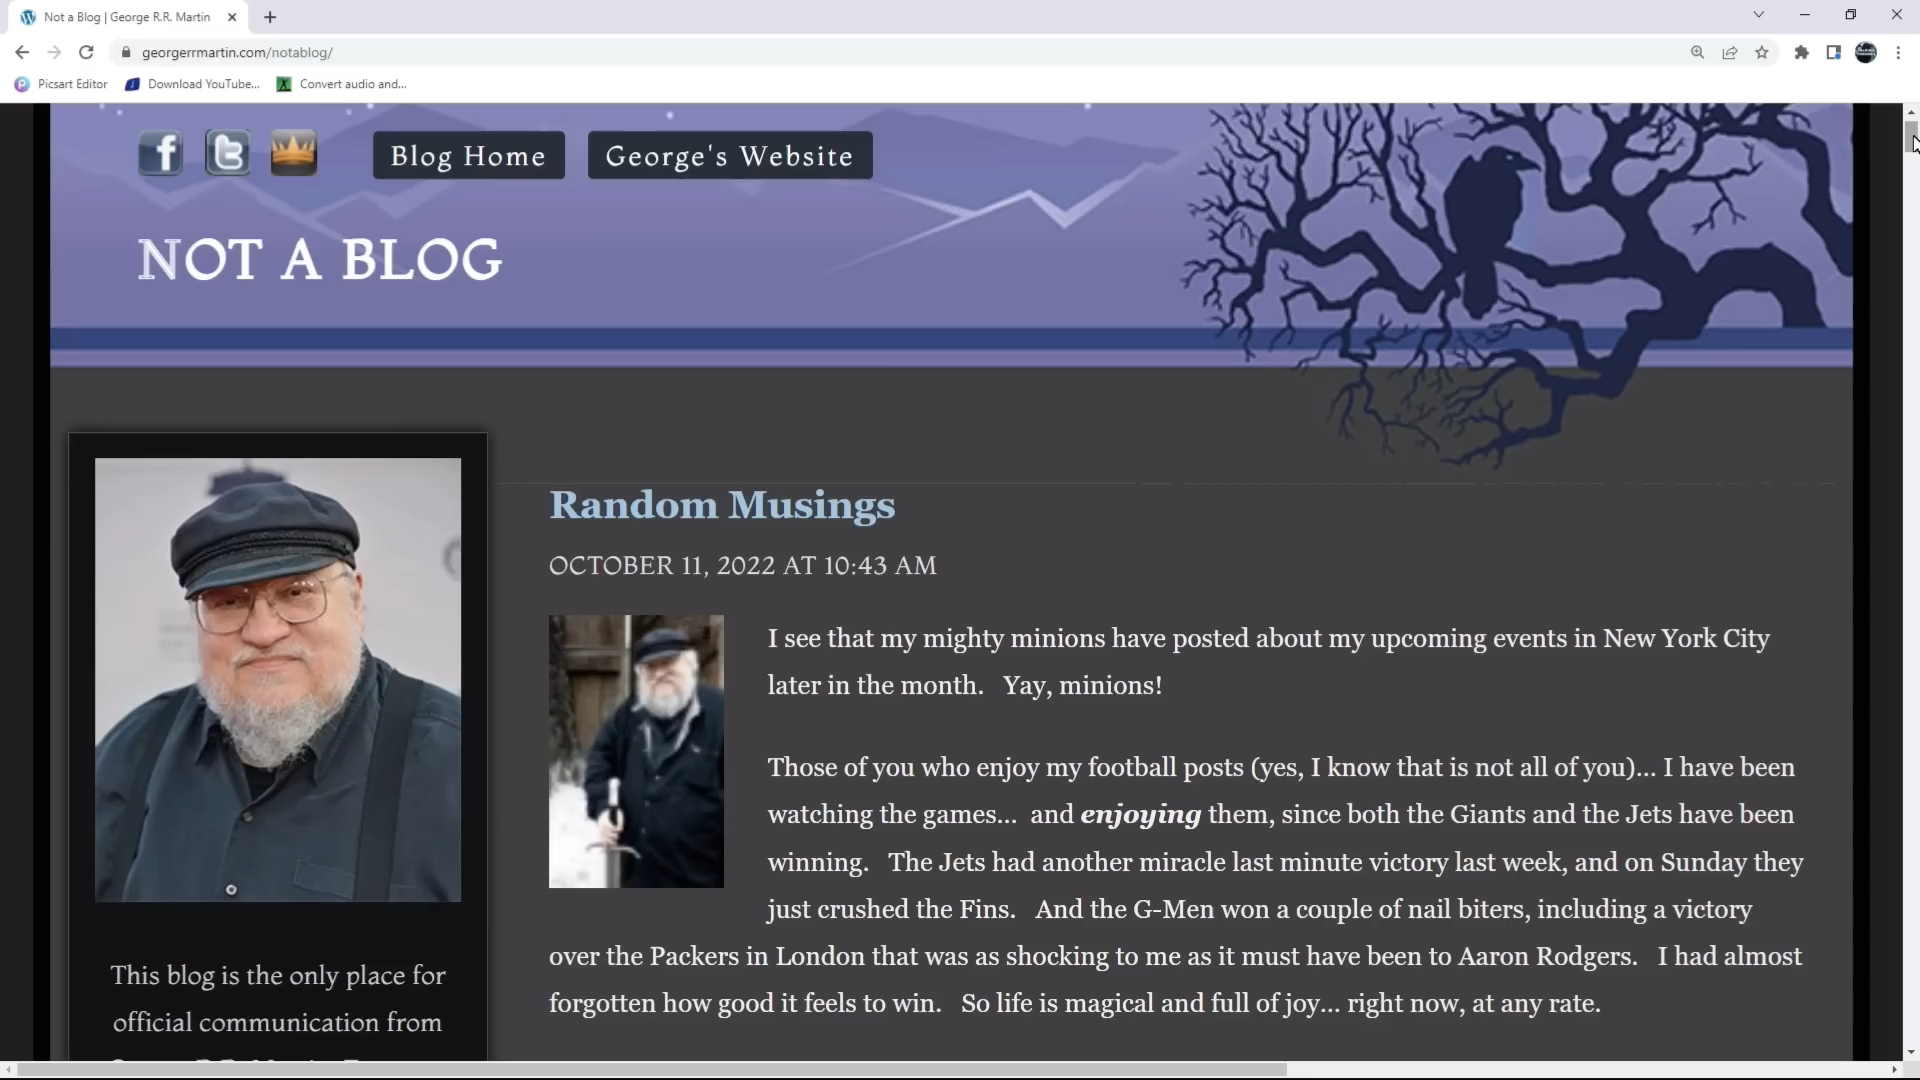 Not a Blog | George R.R. Martin
georgerrmartin.com/notablog/
Picsart Editor
Download YouTube...
Convert audio and...
Blog Home
George's Website
NOT A BLOG
Random Musings
OCTOBER 11, 2022 AT 10:43 AM
I see that my mighty minions have posted about my upcoming events in New York City
later in the month. Yay, minions!
Those of you who enjoy my football posts (yes, I know that is not all of you)... I have been
watching the games... and enjoying them, since both the Giants and the Jets have been
winning. The Jets had another miracle last minute victory last week, and on Sunday they
just crushed the Fins. And the G-Men won a couple of nail biters, including a victory
over the Packers in London that was as shocking to me as it must have been to Aaron Rodgers. I had almost
forgotten how good it feels to win. So life is magical and full of joy... right now, at any rate.
This blog is the only place for
official communication from